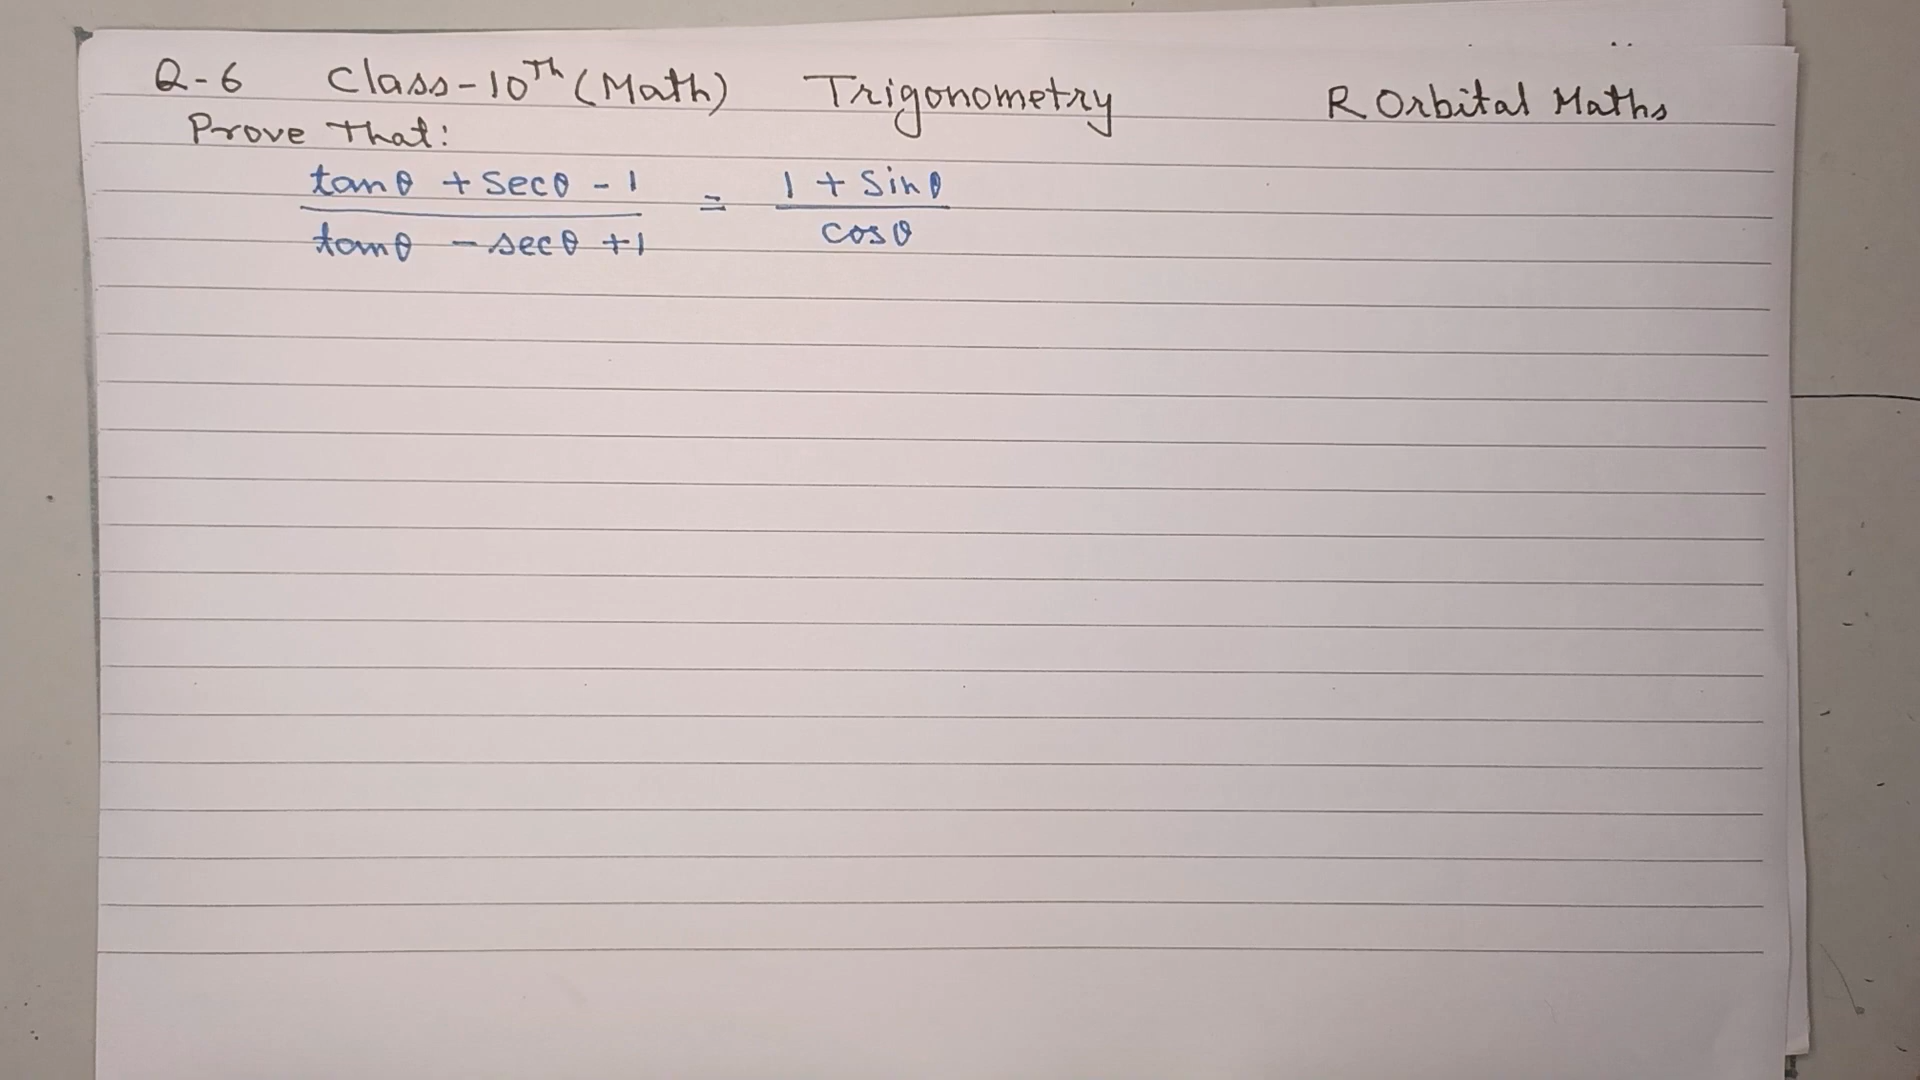 Q-6 Class-10Th (Math) Trigonometry R Orbital Maths
Prove That:
tanθ + secθ - 1 / tanθ - secθ + 1 = 1 + Sinθ / cosθ